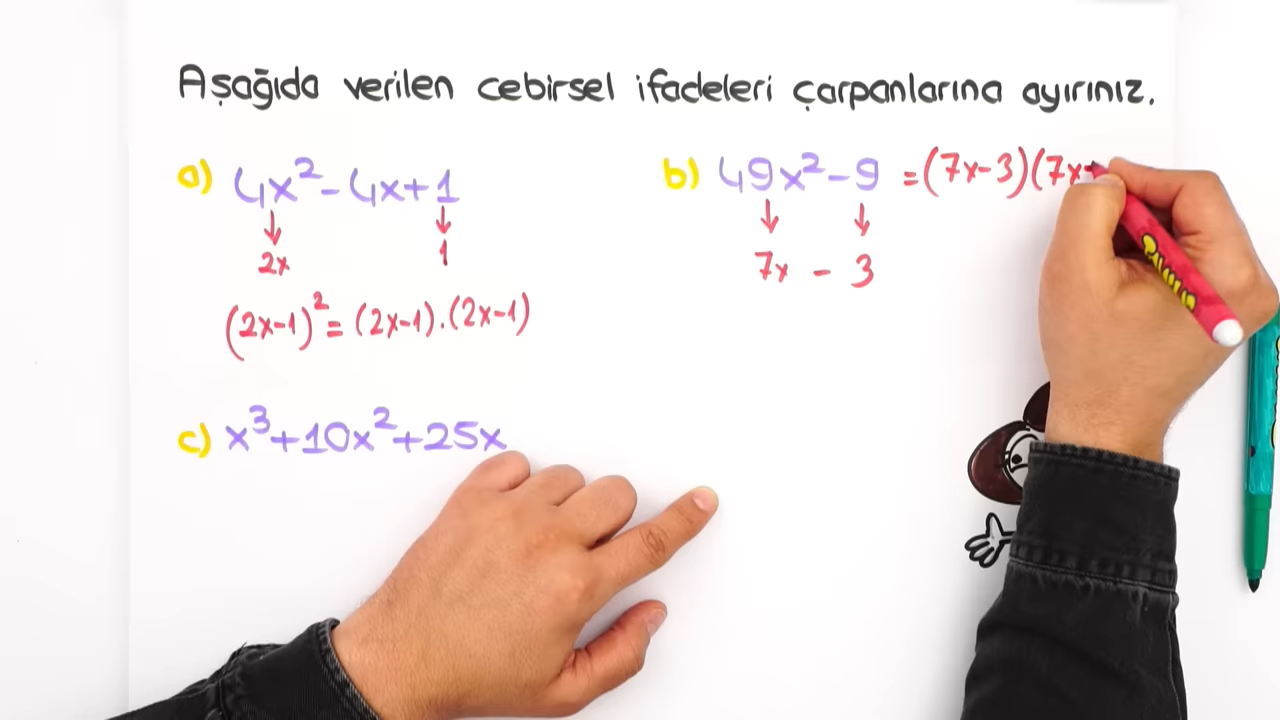 Aşağıda verilen cebirsel ifadeleri çarpanlarına ayırınız.
a) 4x² - 4x + 1
2x 1
(2x-1)² = (2x-1).(2x-1)
b) 49x² - 9 = (7x-3)(7x
7x - 3
c) x³ + 10x² + 25x